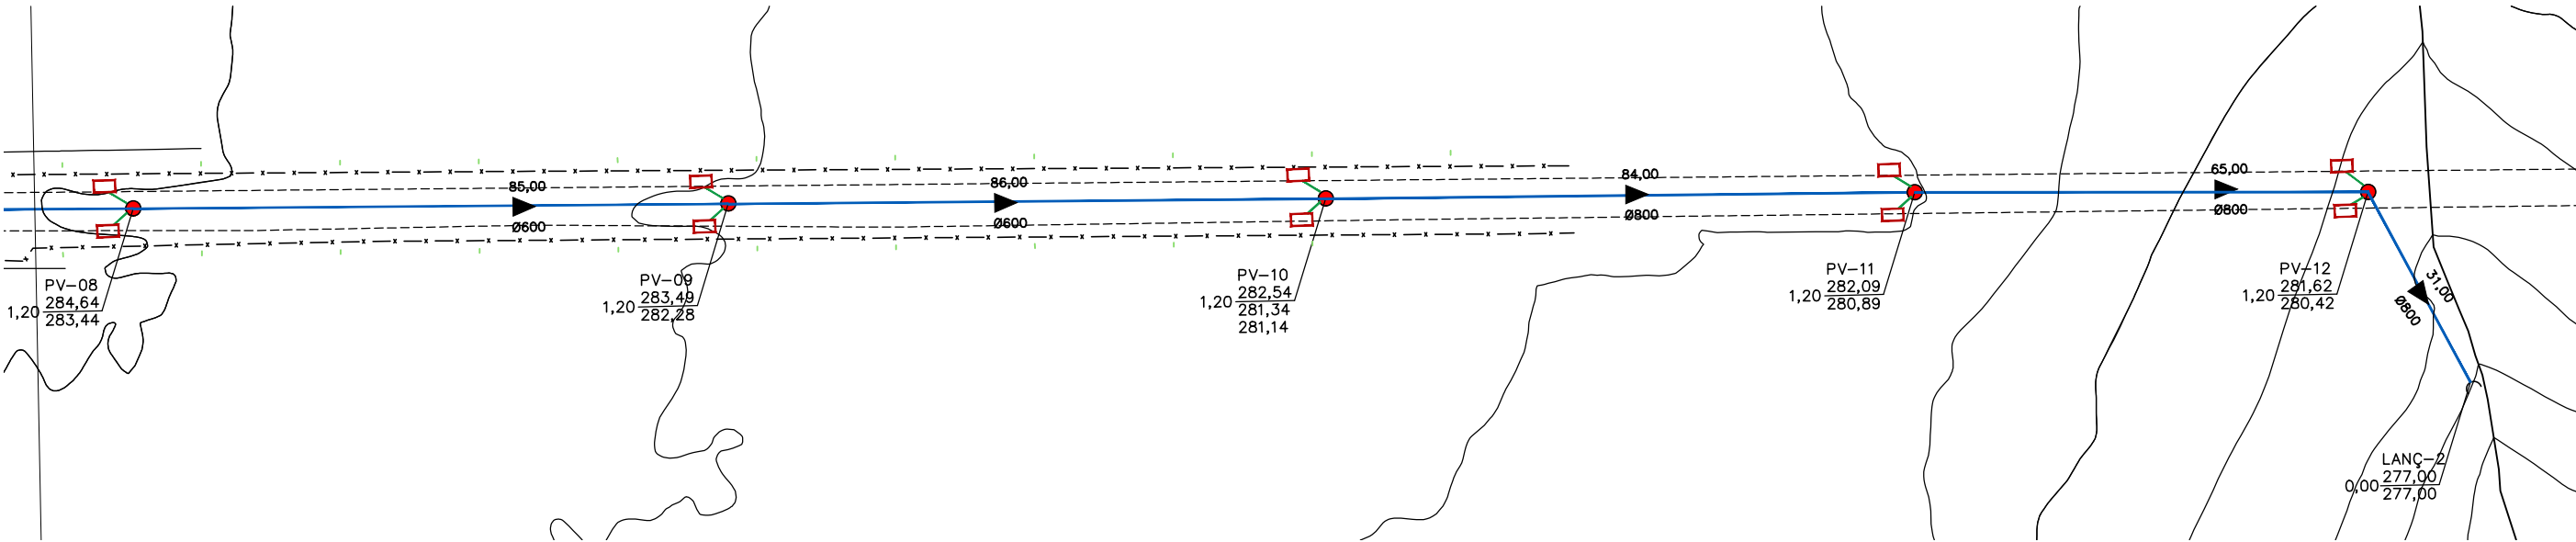 85,00
Ø600
86,00
Ø600
84,00
Ø800
65,00
Ø800
31,00
Ø800
PV-08
284,64
1,20
283,44
PV-09
283,49
1,20
282,28
PV-10
282,54
1,20
281,34
281,14
PV-11
282,09
1,20
280,89
PV-12
281,62
1,20
280,42
LANÇ-2
277,00
0,00
277,00